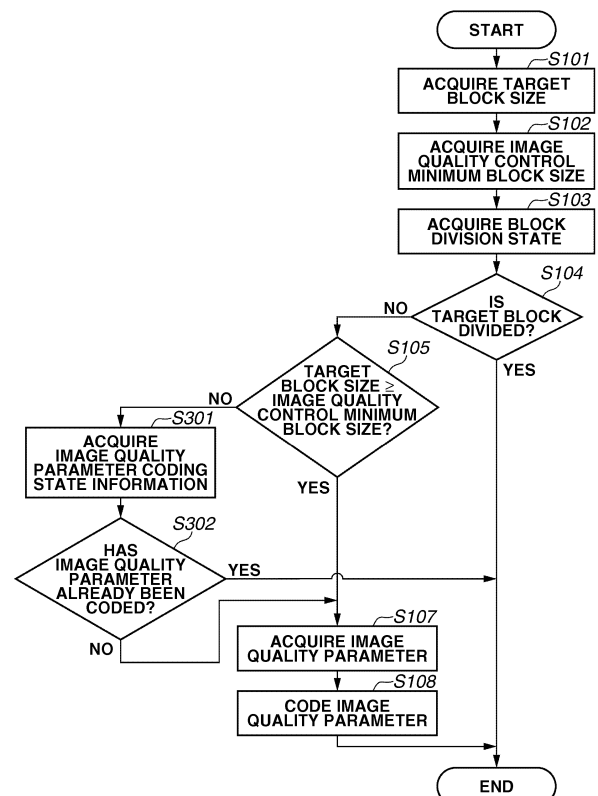 START
S101
ACQUIRE TARGET
BLOCK SIZE
S102
ACQUIRE IMAGE
QUALITY CONTROL
MINIMUM BLOCK SIZE
S103
ACQUIRE BLOCK
DIVISION STATE
S104
IS
TARGET BLOCK
DIVIDED?
NO
YES
S105
TARGET
BLOCK SIZE ≥
IMAGE QUALITY
CONTROL MINIMUM
BLOCK SIZE?
NO
YES
S301
ACQUIRE
IMAGE QUALITY
PARAMETER CODING
STATE INFORMATION
S302
HAS
IMAGE QUALITY
PARAMETER
ALREADY BEEN
CODED?
YES
NO
S107
ACQUIRE IMAGE
QUALITY PARAMETER
S108
CODE IMAGE
QUALITY PARAMETER
END